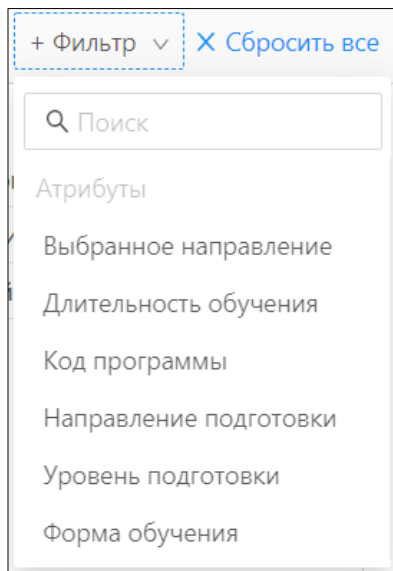 + Фильтр Сбросить все
Поиск
Атрибуты
Выбранное направление
Длительность обучения
Код программы
Направление подготовки
Уровень подготовки
Форма обучения